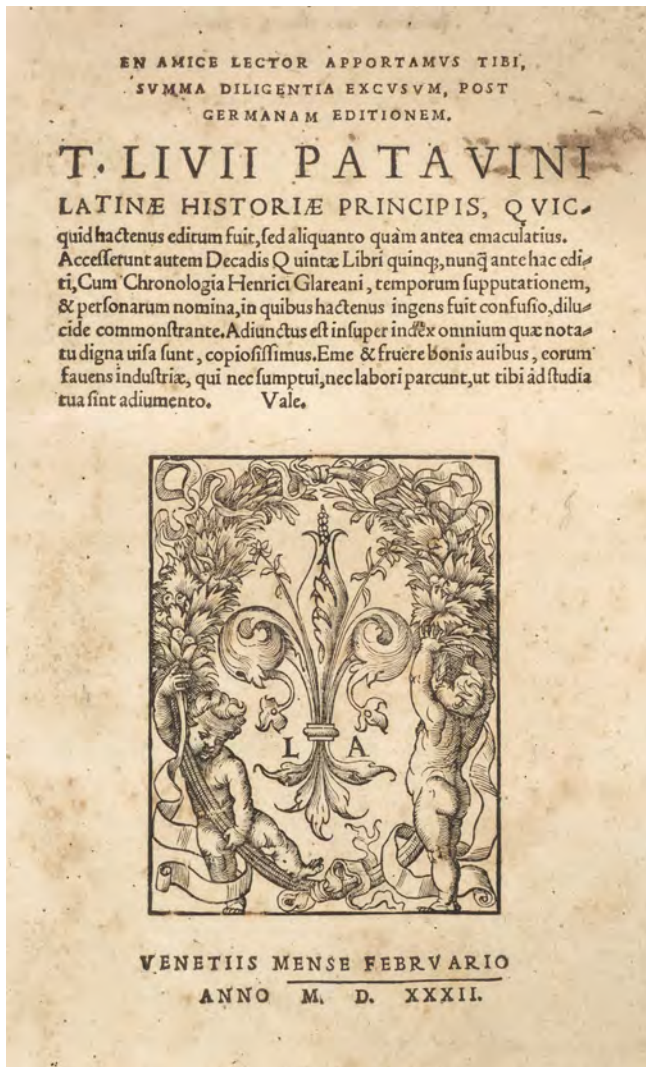 EN AMICE LECTOR APPORTAMVS TIBI,
SVMMA DILIGENTIA EXCVSVM, POST
GERMANAM EDITIONEM.
T. LIVII PATAVINI
LATINÆ HISTORIÆ PRINCIPIS, QVIC⸗
quid hactenus editum fuit, ſed aliquanto quàm antea emaculatius.
Acceſſerunt autem Decadis Quintæ Libri quinq;, nunq̃ ante hac edi⸗
ti, Cum Chronologia Henrici Glareani, temporum ſupputationem,
& perſonarum nomina, in quibus hactenus ingens fuit confuſio, dilu⸗
cide commonſtrante. Adiunctus eſt inſuper index omnium quæ nota⸗
tu digna uiſa ſunt, copioſiſſimus. Eme & fruere bonis auibus, eorum
fauens induſtriæ, qui nec ſumptui, nec labori parcunt, ut tibi ad ſtudia
tua ſint adiumento. Vale.
L A
VENETIIS MENSE FEBRVARIO
ANNO M. D. XXXII.